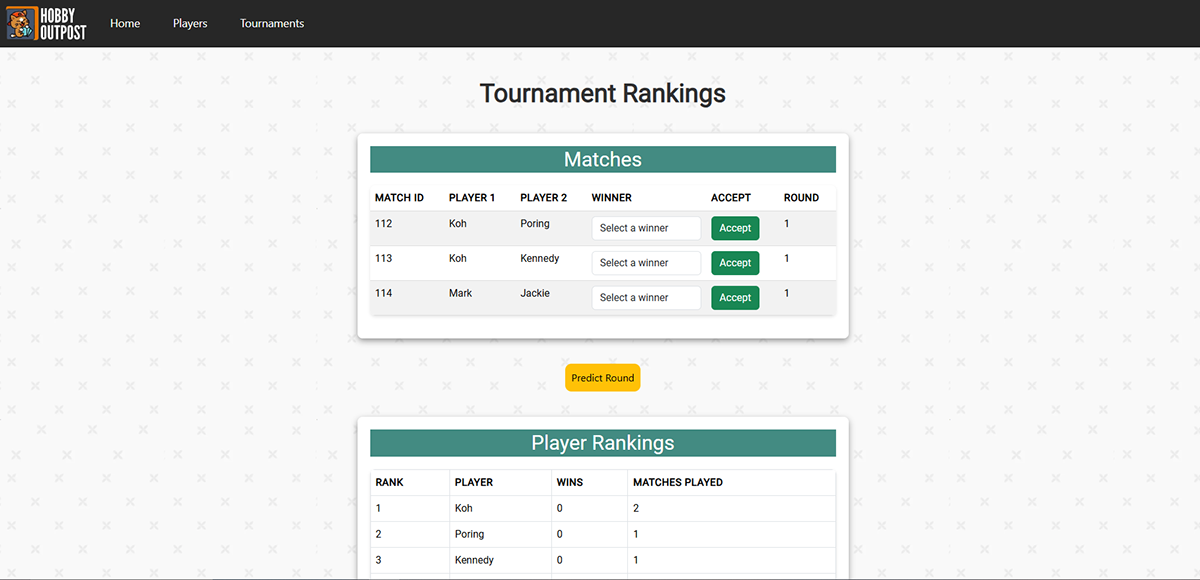 HOBBY
OUTPOST
Home Players Tournaments
Tournament Rankings
Matches
MATCH ID PLAYER 1 PLAYER 2 WINNER ACCEPT ROUND
112 Koh Poring Select a winner Accept 1
113 Koh Kennedy Select a winner Accept 1
114 Mark Jackie Select a winner Accept 1
Predict Round
Player Rankings
RANK PLAYER WINS MATCHES PLAYED
1 Koh 0 2
2 Poring 0 1
3 Kennedy 0 1